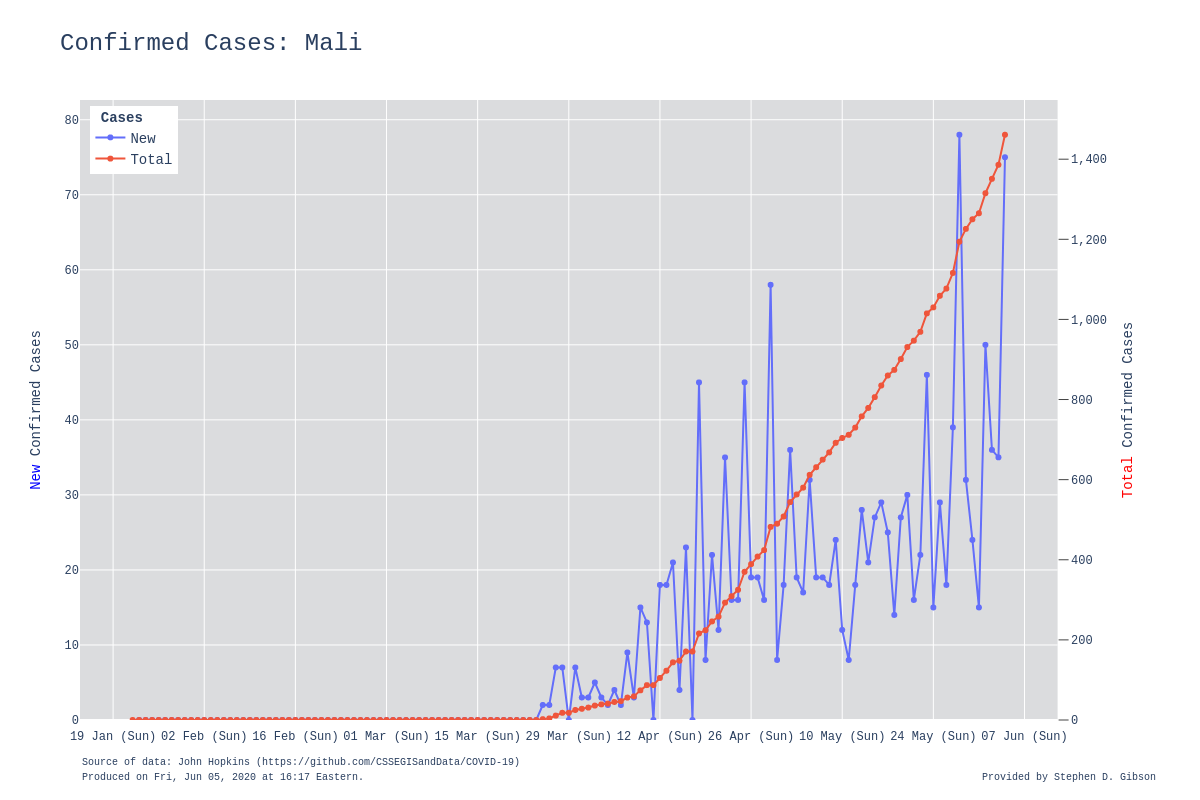 Confirmed Cases: Mali
Cases
New
Total
80
70
60
50
40
30
20
10
0
New Confirmed Cases
1,400
1,200
1,000
800
600
400
200
0
Total Confirmed Cases
19 Jan (Sun) 02 Feb (Sun) 16 Feb (Sun) 01 Mar (Sun) 15 Mar (Sun) 29 Mar (Sun) 12 Apr (Sun) 26 Apr (Sun) 10 May (Sun) 24 May (Sun) 07 Jun (Sun)
Source of data: John Hopkins (https://github.com/CSSEGISandData/COVID-19)
Produced on Fri, Jun 05, 2020 at 16:17 Eastern.
Provided by Stephen D. Gibson